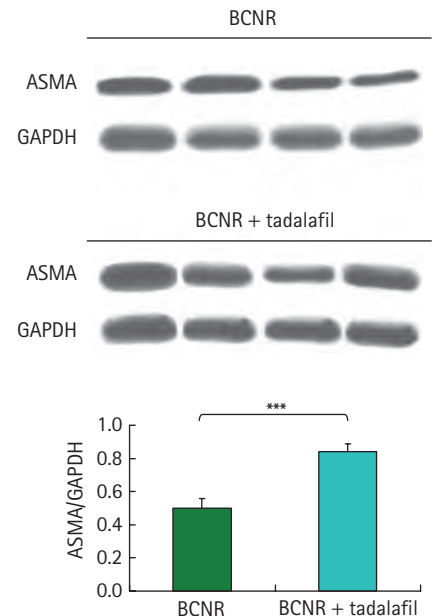 BCNR
ASMA
GAPDH
BCNR + tadalafil
ASMA
GAPDH
***
1.0
0.8
0.6
0.4
0.2
0.0
ASMA/GAPDH
BCNR BCNR + tadalafil